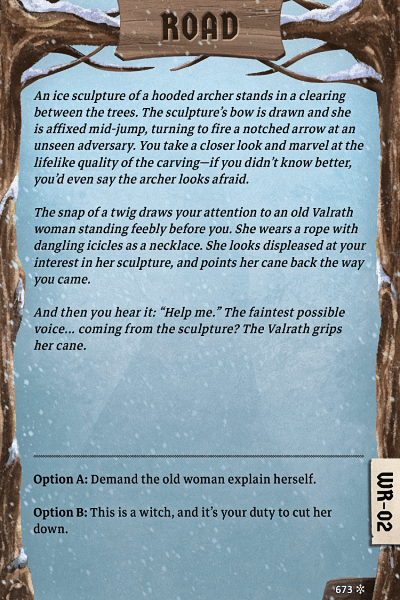 ROAD
An ice sculpture of a hooded archer stands in a clearing
between the trees. The sculpture's bow is drawn and she
is affixed mid-jump, turning to fire a notched arrow at an
unseen adversary. You take a closer look and marvel at the
lifelike quality of the carving—if you didn't know better,
you'd even say the archer looks afraid.
The snap of a twig draws your attention to an old Valrath
woman standing feebly before you. She wears a rope with
dangling icicles as a necklace. She looks displeased at your
interest in her sculpture, and points her cane back the way
you came.
And then you hear it: “Help me.” The faintest possible
voice... coming from the sculpture? The Valrath grips
her cane.
Option A: Demand the old woman explain herself.
Option B: This is a witch, and it's your duty to cut her
down.
WR-02
673